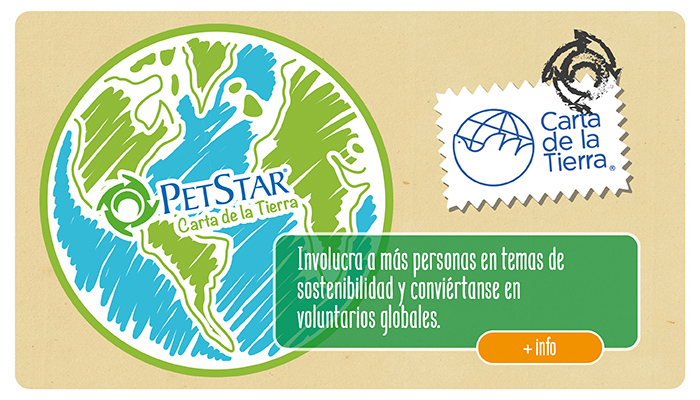 PETSTAR®
Carta de la Tierra
Carta
de la
Tierra®
Involucra a más personas en temas de
sostenibilidad y conviértanse en
voluntarios globales.
+ info